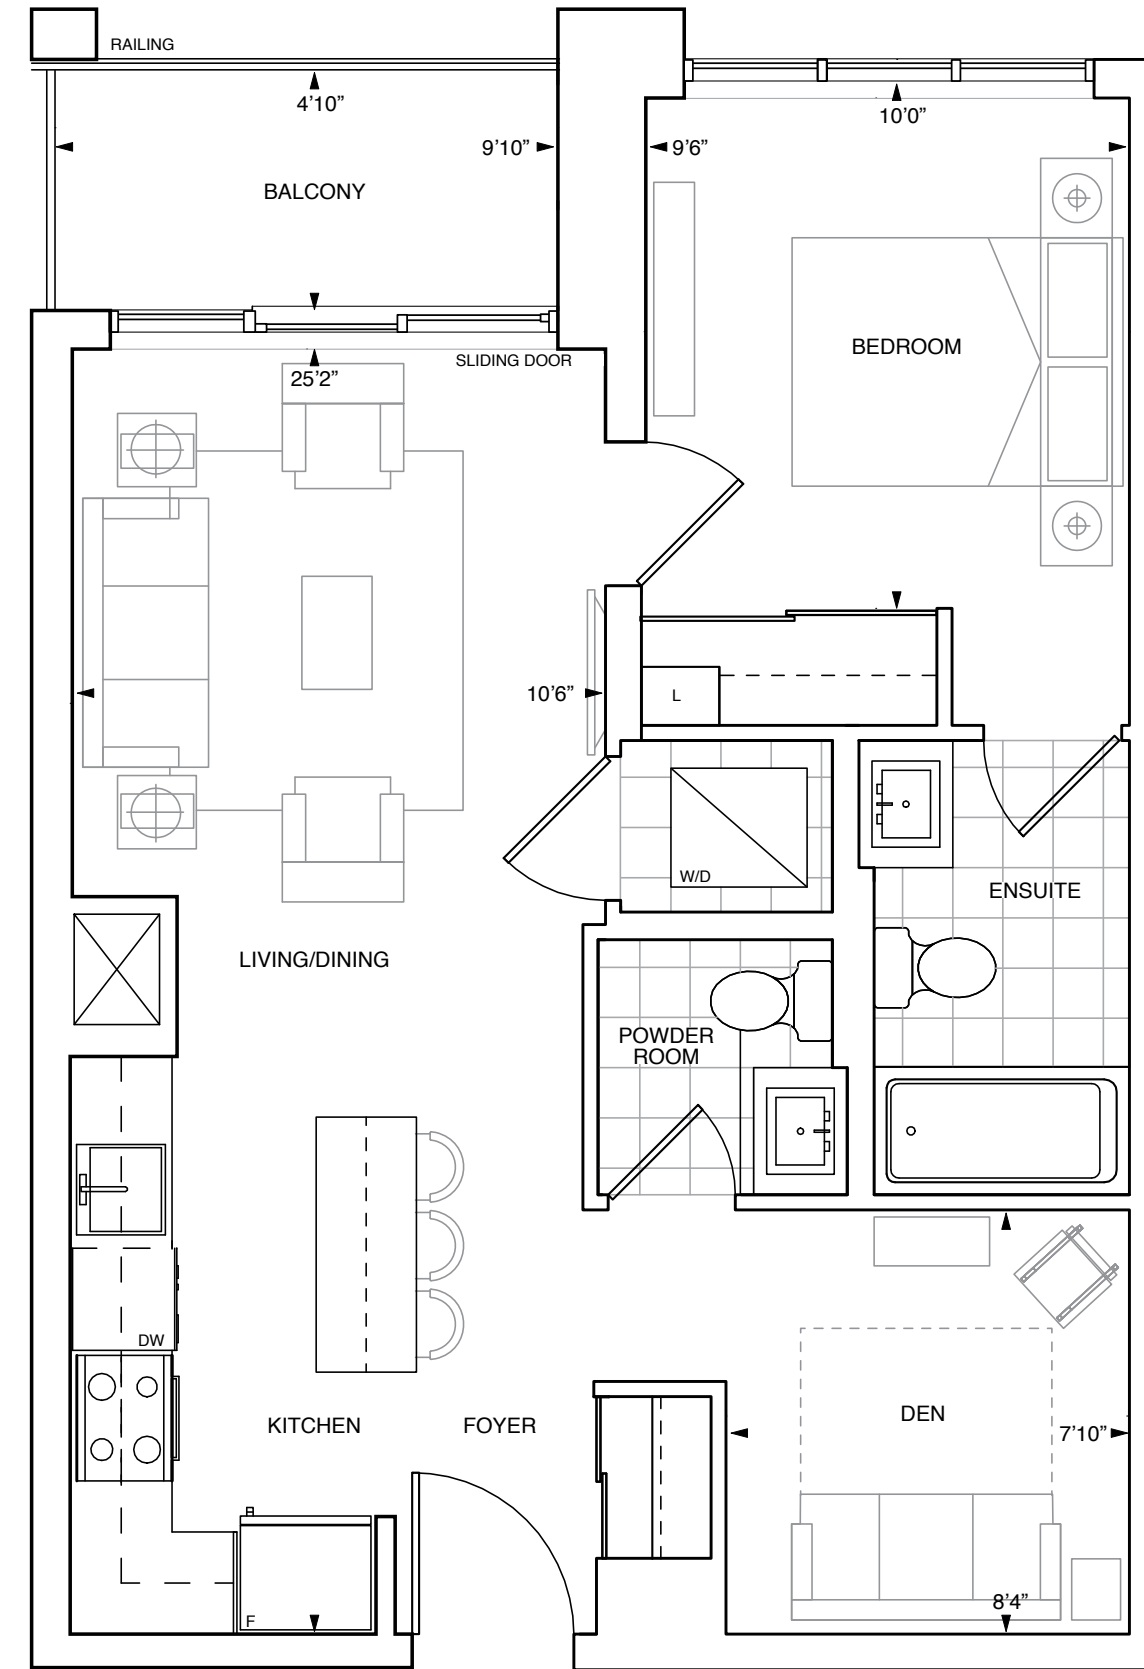 RAILING
4'10"
10'0"
9'10"
9'6"
BALCONY
BEDROOM
SLIDING DOOR
25'2"
10'6"
L
W/D
ENSUITE
LIVING/DINING
POWDER
ROOM
DW
DEN
KITCHEN
FOYER
7'10"
8'4"
F